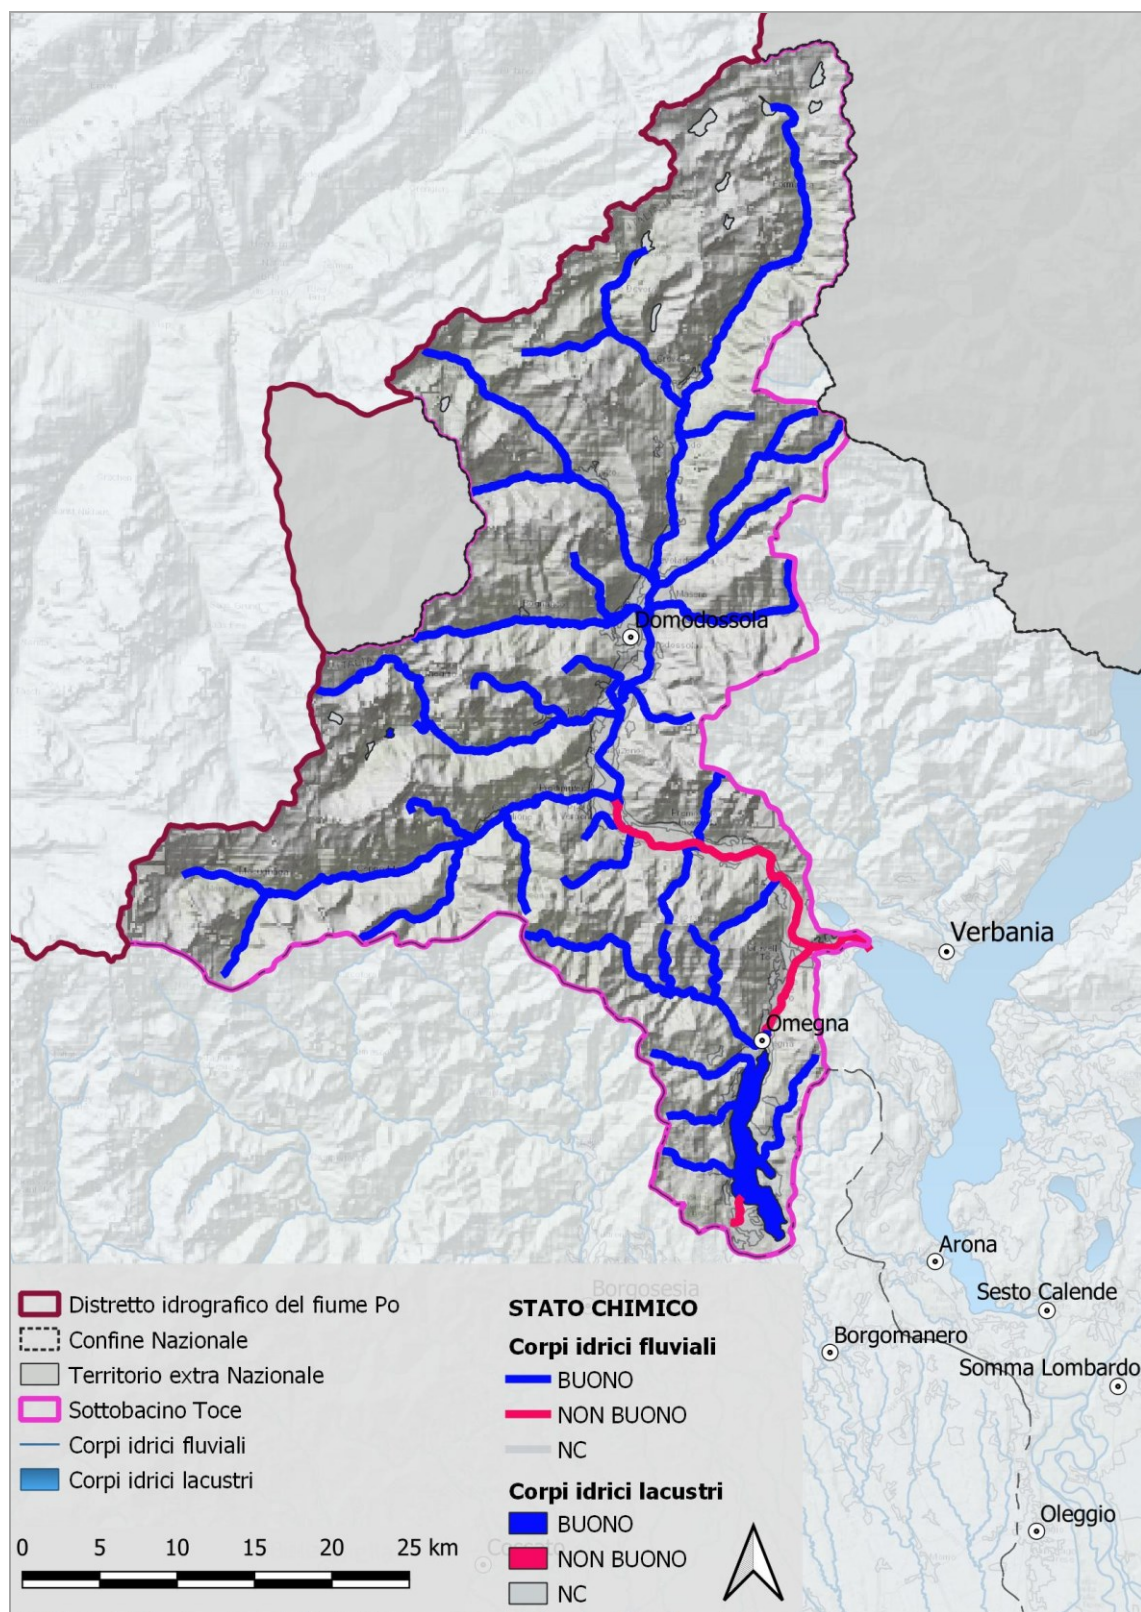 Domodossola
Verbania
Omegna
Arona
Sesto Calende
Borgosesia
Borgomanero
Somma Lombardo
Oleggio
Cossato
Distretto idrografico del fiume Po
Confine Nazionale
Territorio extra Nazionale
Sottobacino Toce
Corpi idrici fluviali
Corpi idrici lacustri
0 5 10 15 20 25 km
STATO CHIMICO
Corpi idrici fluviali
BUONO
NON BUONO
NC
Corpi idrici lacustri
BUONO
NON BUONO
NC